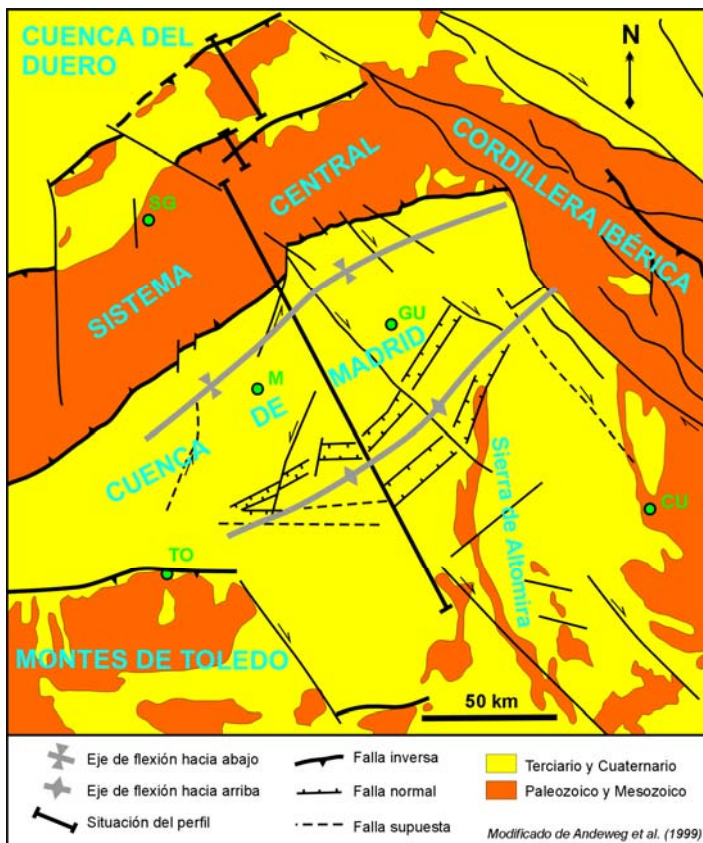 CUENCA DEL
DUERO
N
SG
SISTEMA
CENTRAL
CORDILLERA IBÉRICA
GU
M
CUENCA
DE
MADRID
Sierra de Altomira
CU
TO
MONTES DE TOLEDO
50 km
Eje de flexión hacia abajo
Eje de flexión hacia arriba
Situación del perfil
Falla inversa
Falla normal
Falla supuesta
Terciario y Cuaternario
Paleozoico y Mesozoico
Modificado de Andeweg et al. (1999)